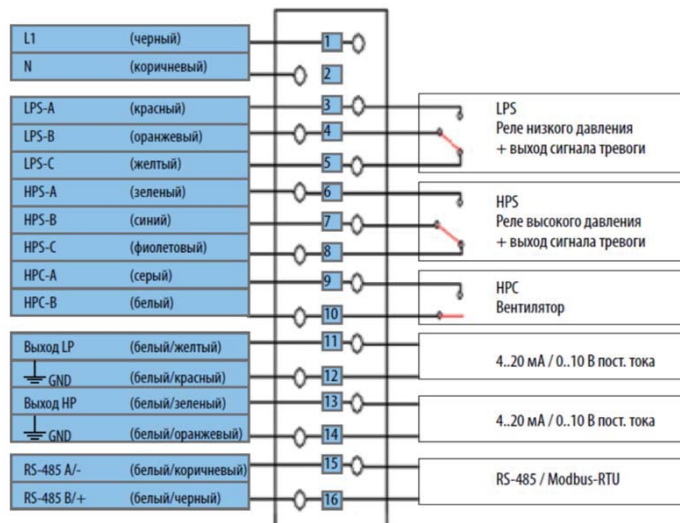 L1 (черный) 1
N (коричневый) 2
LPS-A (красный) 3
LPS-B (оранжевый) 4
LPS-C (желтый) 5
LPS
Реле низкого давления
+ выход сигнала тревоги
HPS-A (зеленый) 6
HPS-B (синий) 7
HPS-C (фиолетовый) 8
HPS
Реле высокого давления
+ выход сигнала тревоги
HPC-A (серый) 9
HPC-B (белый) 10
HPC
Вентилятор
Выход LP (белый/желтый) 11
GND (белый/красный) 12
4..20 мА / 0..10 В пост. тока
Выход HP (белый/зеленый) 13
GND (белый/оранжевый) 14
4..20 мА / 0..10 В пост. тока
RS-485 A/- (белый/коричневый) 15
RS-485 B/+ (белый/черный) 16
RS-485 / Modbus-RTU